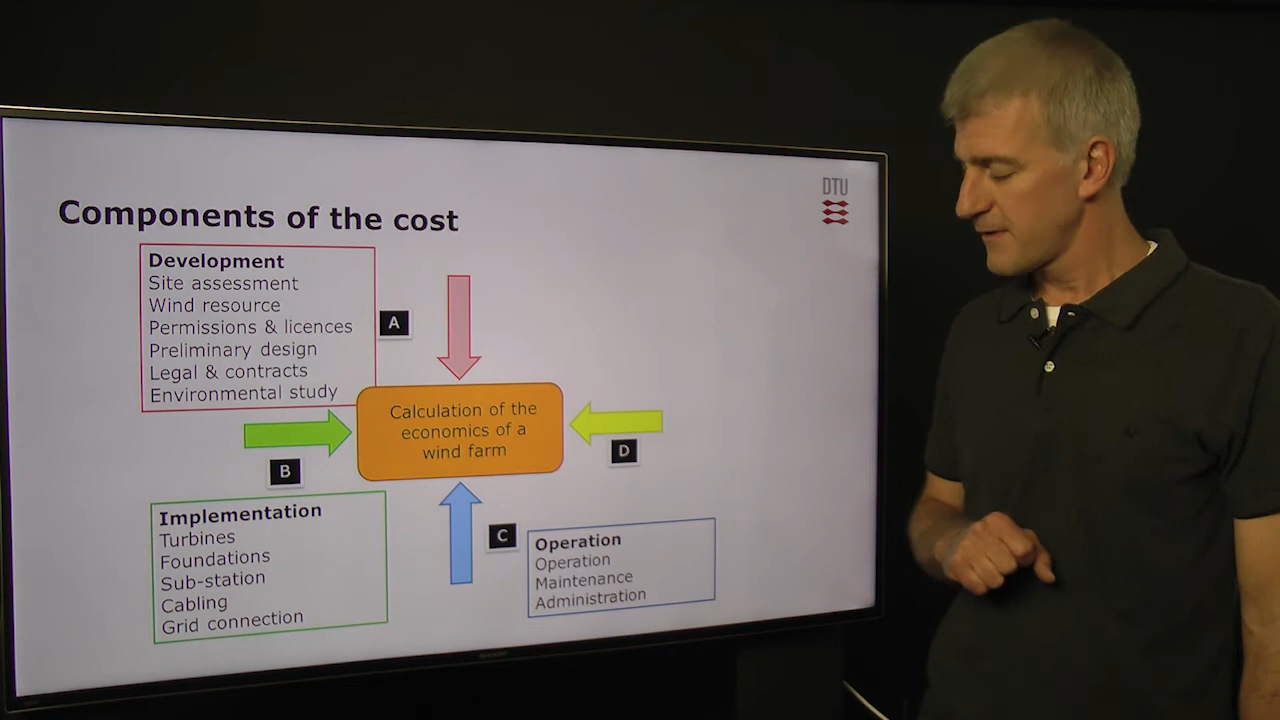 DTU
Components of the cost
Development
Site assessment
Wind resource
Permissions & licences
Preliminary design
Legal & contracts
Environmental study
A
Calculation of the
economics of a
wind farm
B
D
Implementation
Turbines
Foundations
Sub-station
Cabling
Grid connection
C
Operation
Operation
Maintenance
Administration